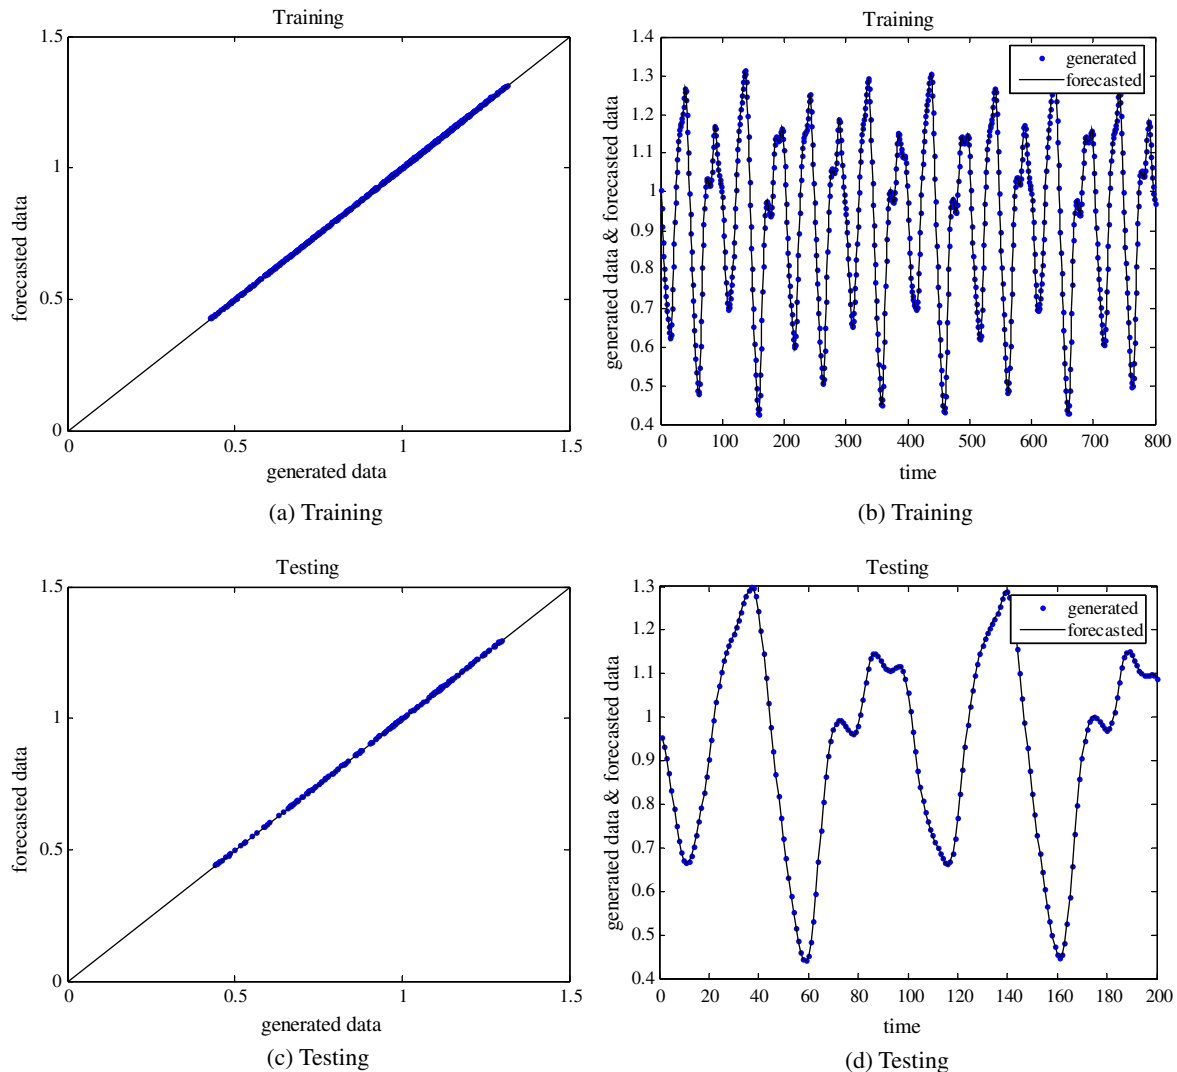 Training
1.5
1
0.5
0
0
0.5
1
1.5
forecasted data
generated data
(a) Training
Training
1.4
1.3
1.2
1.1
1
0.9
0.8
0.7
0.6
0.5
0.4
0 100 200 300 400 500 600 700 800
generated data & forecasted data
time
generated
forecasted
(b) Training
Testing
1.5
1
0.5
0
0
0.5
1
1.5
forecasted data
generated data
(c) Testing
Testing
1.3
1.2
1.1
1
0.9
0.8
0.7
0.6
0.5
0.4
0 20 40 60 80 100 120 140 160 180 200
generated data & forecasted data
time
generated
forecasted
(d) Testing